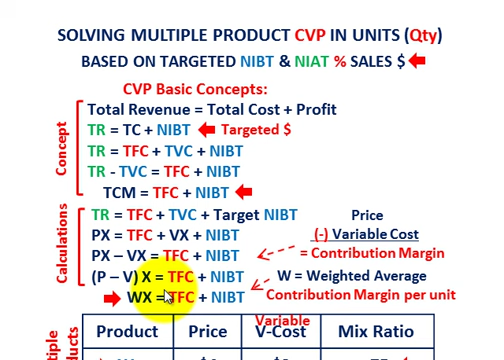 SOLVING MULTIPLE PRODUCT CVP IN UNITS (Qty)
BASED ON TARGETED NIBT & NIAT % SALES $
CVP Basic Concepts:
Concept
Total Revenue = Total Cost + Profit
TR = TC + NIBT Targeted $
TR = TFC + TVC + NIBT
TR - TVC = TFC + NIBT
TCM = TFC + NIBT
Calculations
TR = TFC + TVC + Target NIBT
PX = TFC + VX + NIBT
PX – VX = TFC + NIBT
(P – V) X = TFC + NIBT
WX = TFC + NIBT
Price
(-) Variable Cost
= Contribution Margin
W = Weighted Average
Contribution Margin per unit
Variable
Product Price V-Cost Mix Ratio